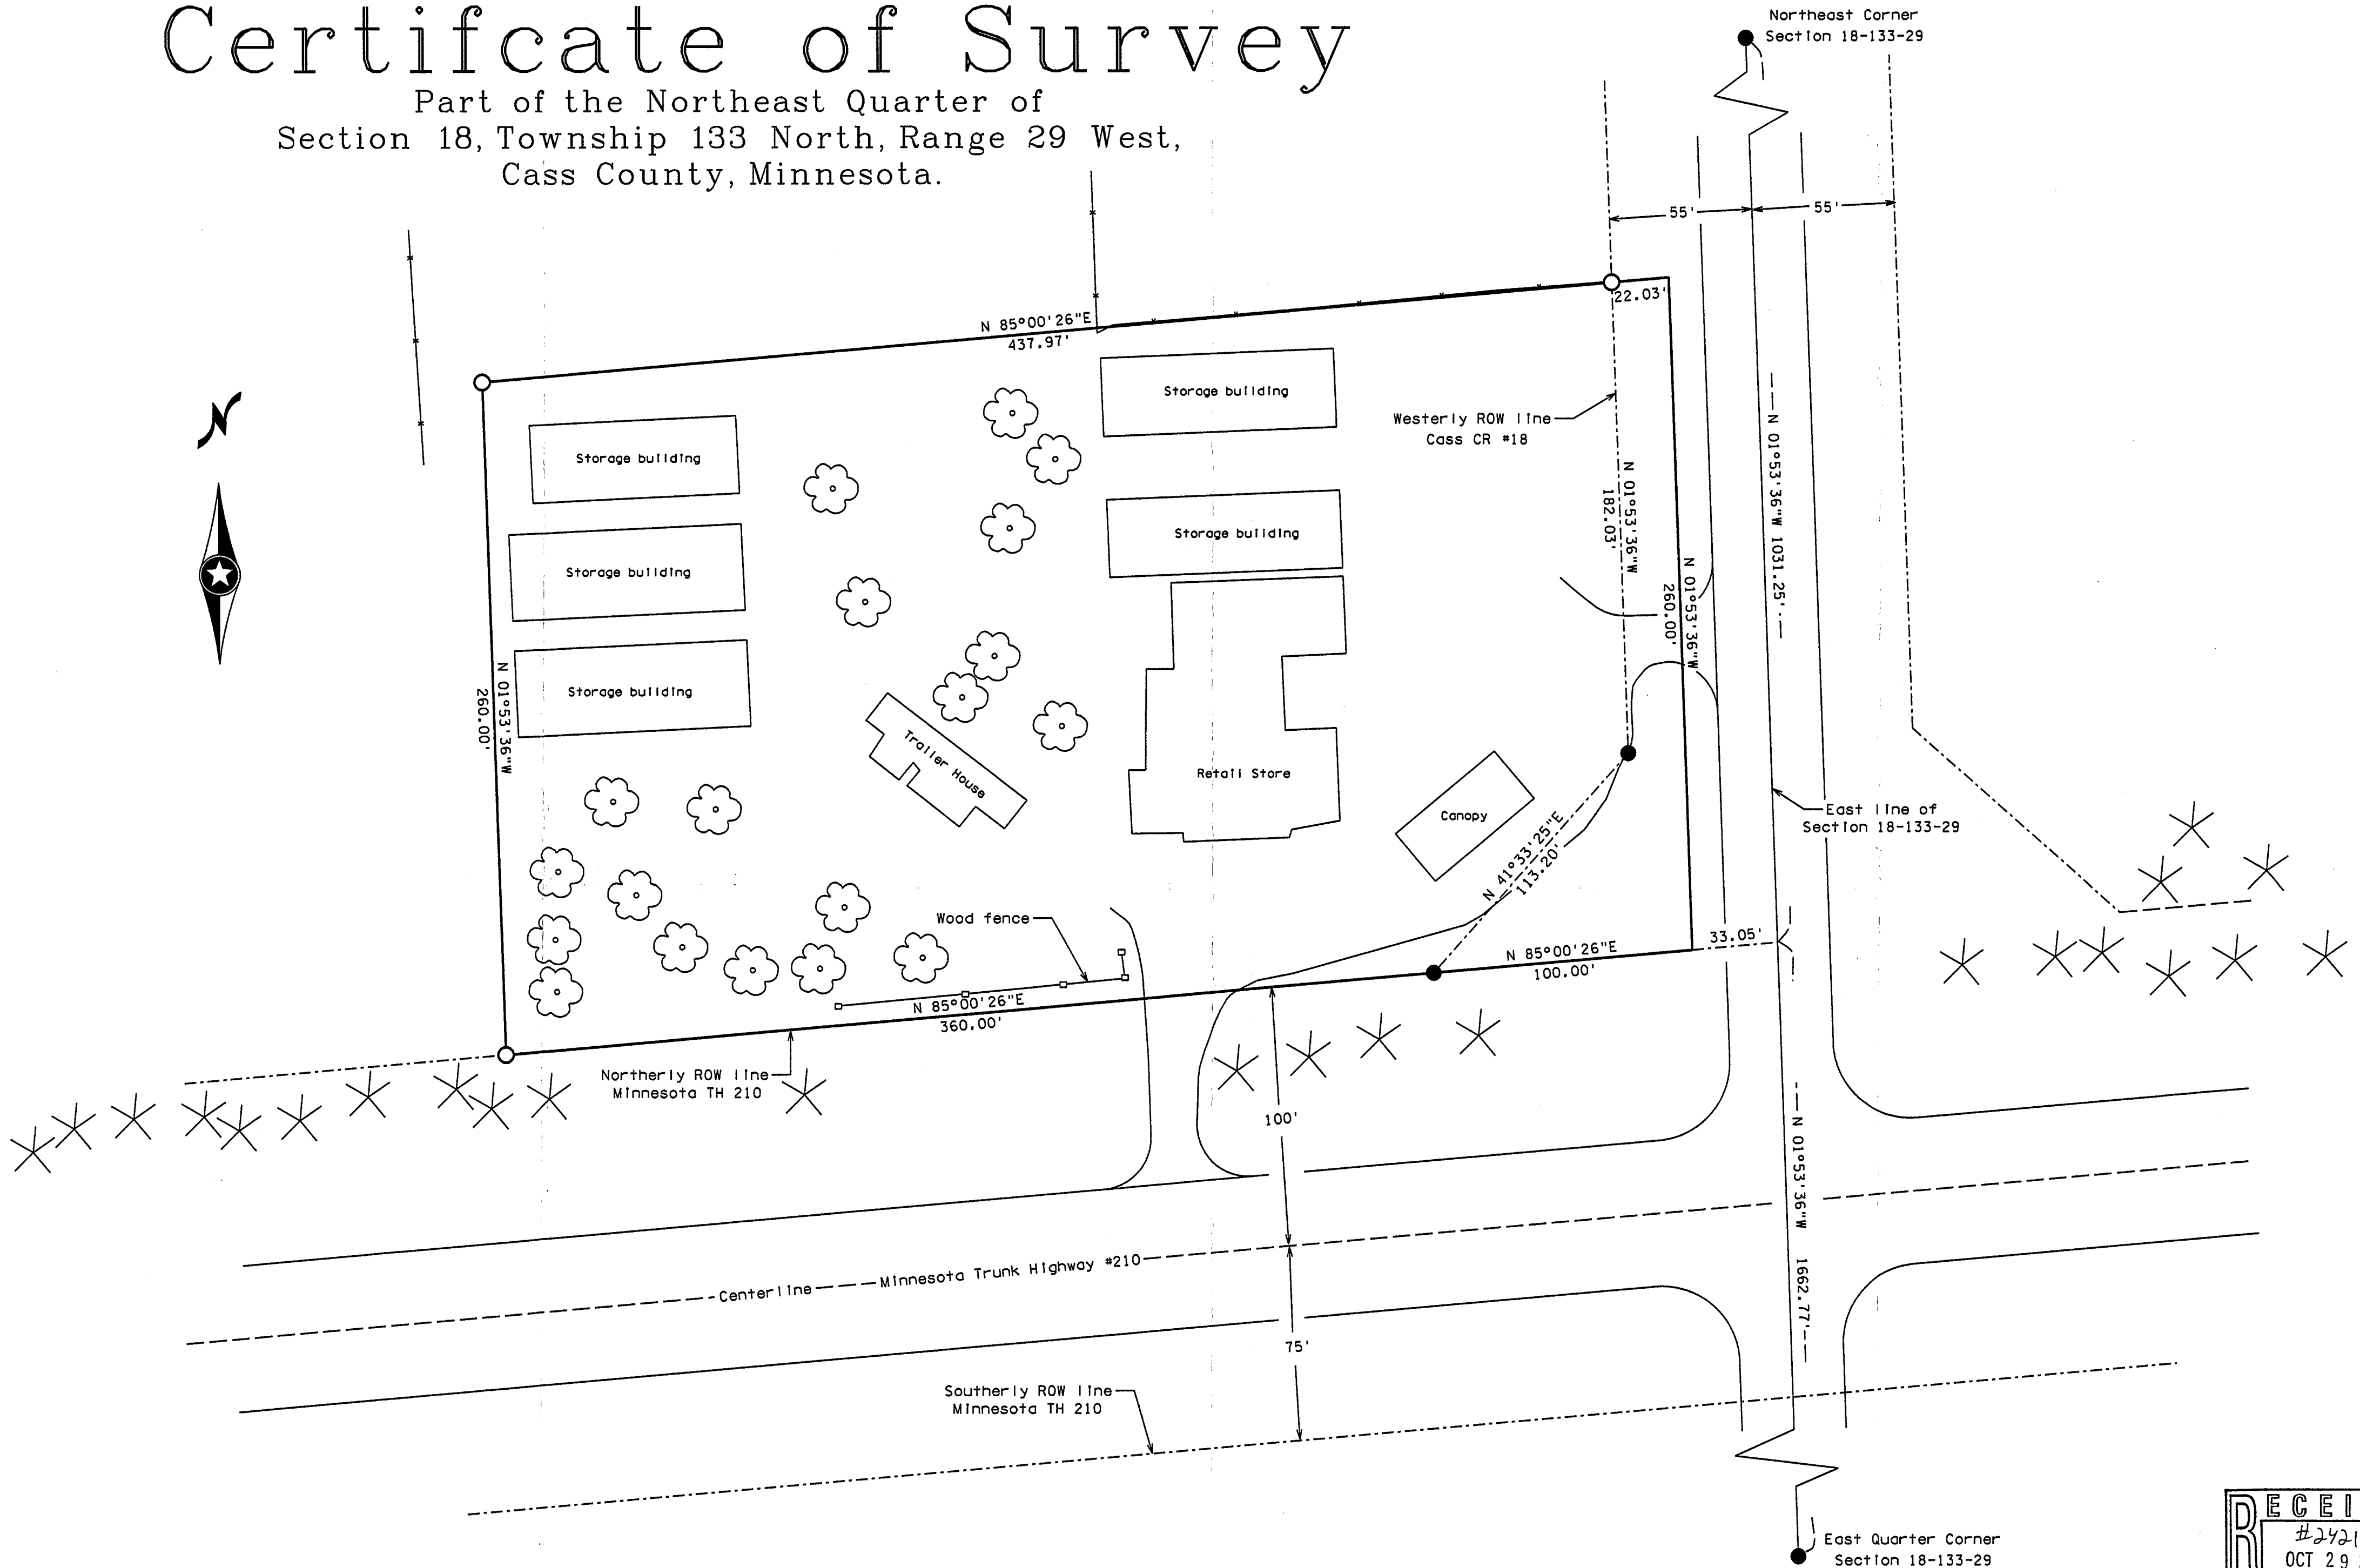 Certifcate of Survey
Part of the Northeast Quarter of
Section 18, Township 133 North, Range 29 West,
Cass County, Minnesota.
Northeast Corner
Section 18-133-29
55'
55'
22.03'
N 85°00'26"E
437.97'
N
Storage building
Storage building
Storage building
Storage building
Storage building
Westerly ROW line
Cass CR #18
N 01°53'36"W
182.03'
N 01°53'36"W
260.00'
N 01°53'36"W 1031.25'
N 01°53'36"W
260.00'
Trailer House
Retail Store
Canopy
East line of
Section 18-133-29
N 41°33'25"E
113.20'
Wood fence
33.05'
N 85°00'26"E
100.00'
N 85°00'26"E
360.00'
Northerly ROW line
Minnesota TH 210
100'
N 01°53'36"W 1662.77'
Centerline
Minnesota Trunk Highway #210
75'
Southerly ROW line
Minnesota TH 210
East Quarter Corner
Section 18-133-29
RECEI
#2421
OCT 29